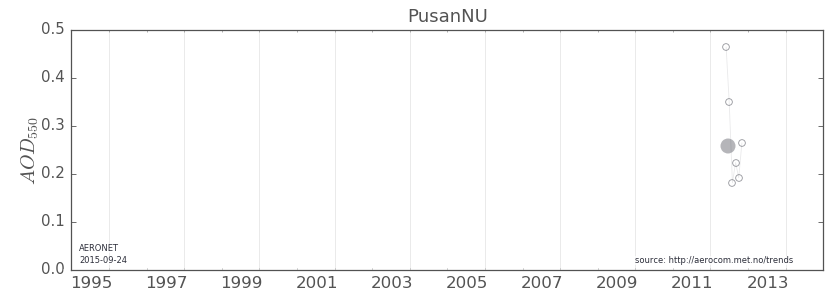 PusanNU
0.5
0.4
0.3
0.2
0.1
0.0
AOD550
AERONET
2015-09-24
source: http://aerocom.met.no/trends
1995 1997 1999 2001 2003 2005 2007 2009 2011 2013